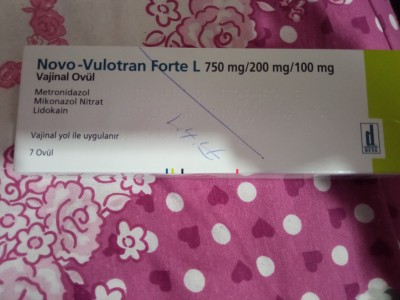 Novo-Vulotran Forte L 750 mg/200 mg/100 mg
Vajinal Ovül
Metronidazol
Mikonazol Nitrat
Lidokain
Vajinal yol ile uygulanır
7 Ovül